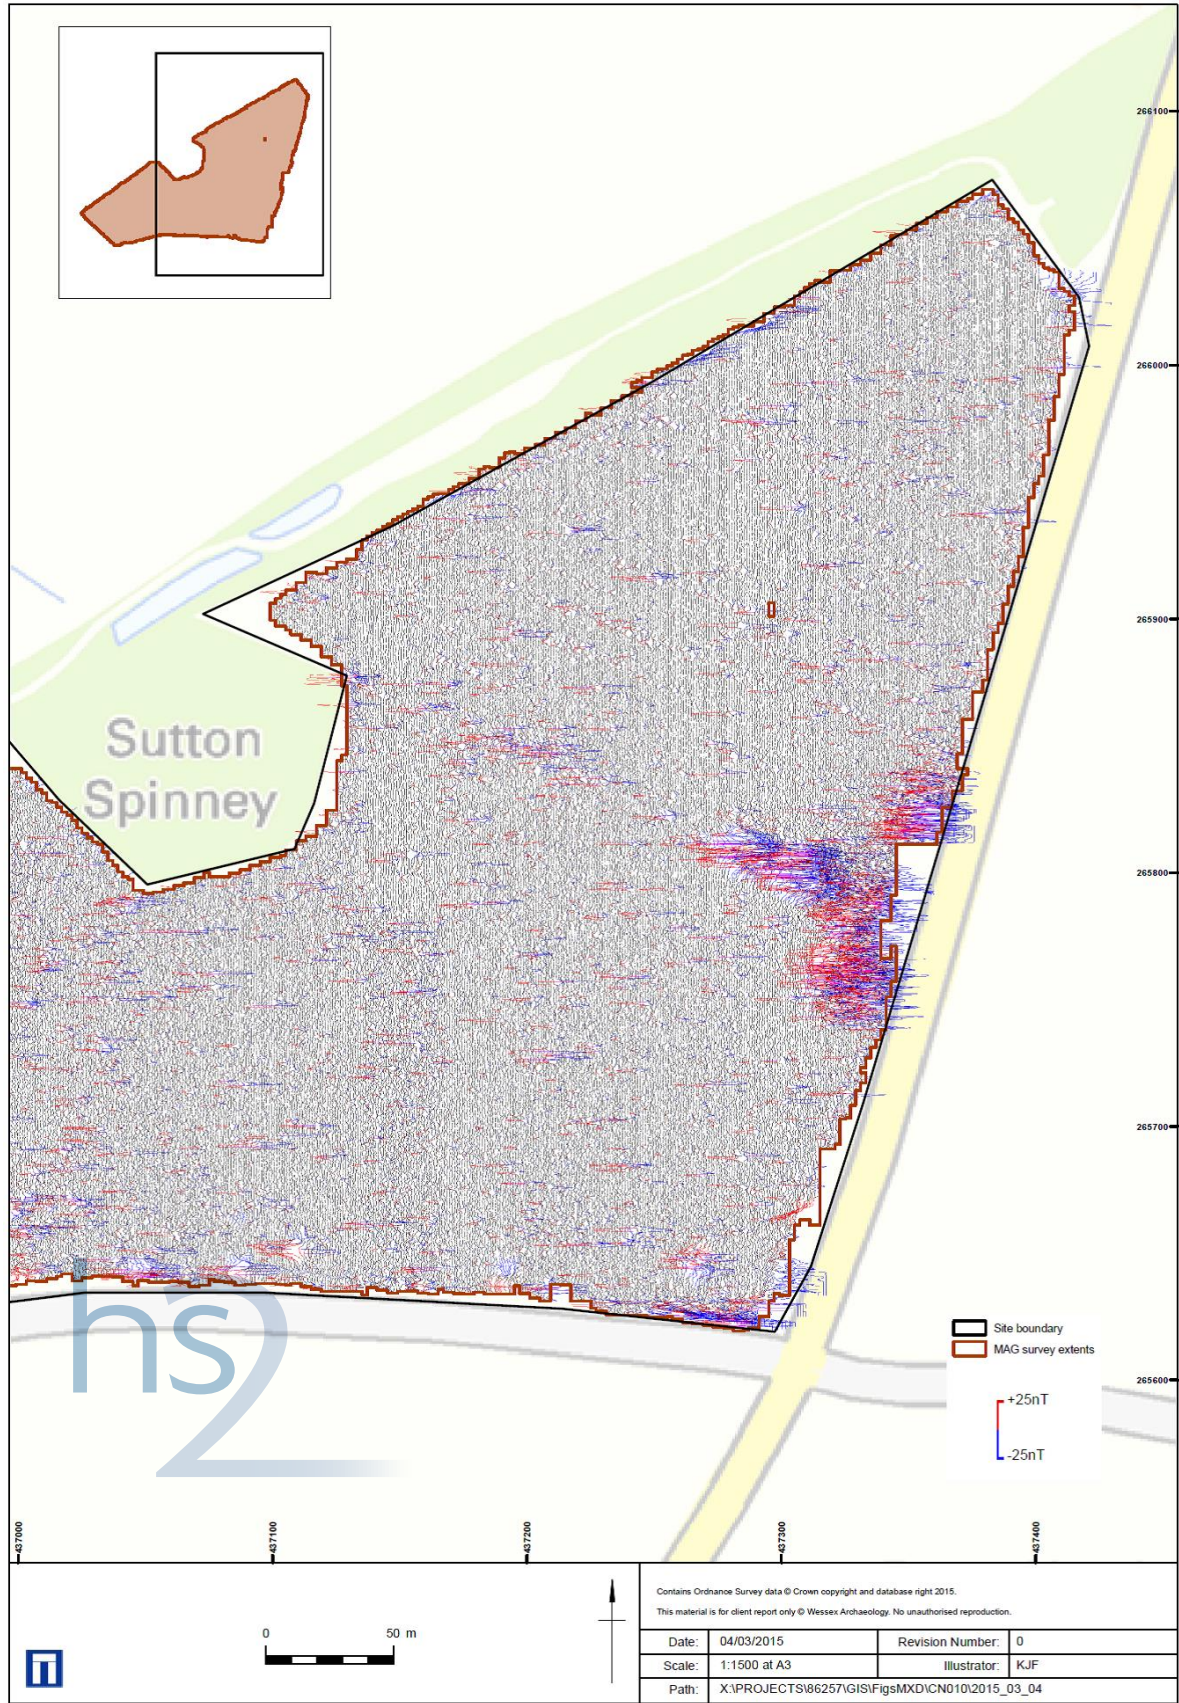 266100
266000
265900
Sutton
Spinney
265800
265700
hs2
Site boundary
MAG survey extents
265600
+25nT
-25nT
437000
437100
437200
437300
437400
Contains Ordnance Survey data © Crown copyright and database right 2015.
This material is for client report only © Wessex Archaeology. No unauthorised reproduction.
0 50 m
Date: 04/03/2015 Revision Number: 0
Scale: 1:1500 at A3 Illustrator: KJF
Path: X:\PROJECTS\86257\GIS\FigsMXD\CN010\2015_03_04